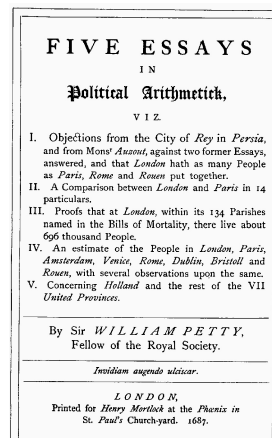 FIVE ESSAYS
IN
Political Arithmetick,
VIZ.
I. Objections from the City of Rey in Persia,
and from Monsr Auzout, against two former Essays,
answered, and that London hath as many People
as Paris, Rome and Rouen put together.
II. A Comparison between London and Paris in 14
particulars.
III. Proofs that at London, within its 134 Parishes
named in the Bills of Mortality, there live about
696 thousand People.
IV. An estimate of the People in London, Paris,
Amsterdam, Venice, Rome, Dublin, Bristoll and
Rouen, with several observations upon the same.
V. Concerning Holland and the rest of the VII
United Provinces.
By Sir WILLIAM PETTY,
Fellow of the Royal Society.
Invidiam augendo ulciscar.
LONDON,
Printed for Henry Mortlock at the Phœnix in
St. Paul's Church-yard. 1687.